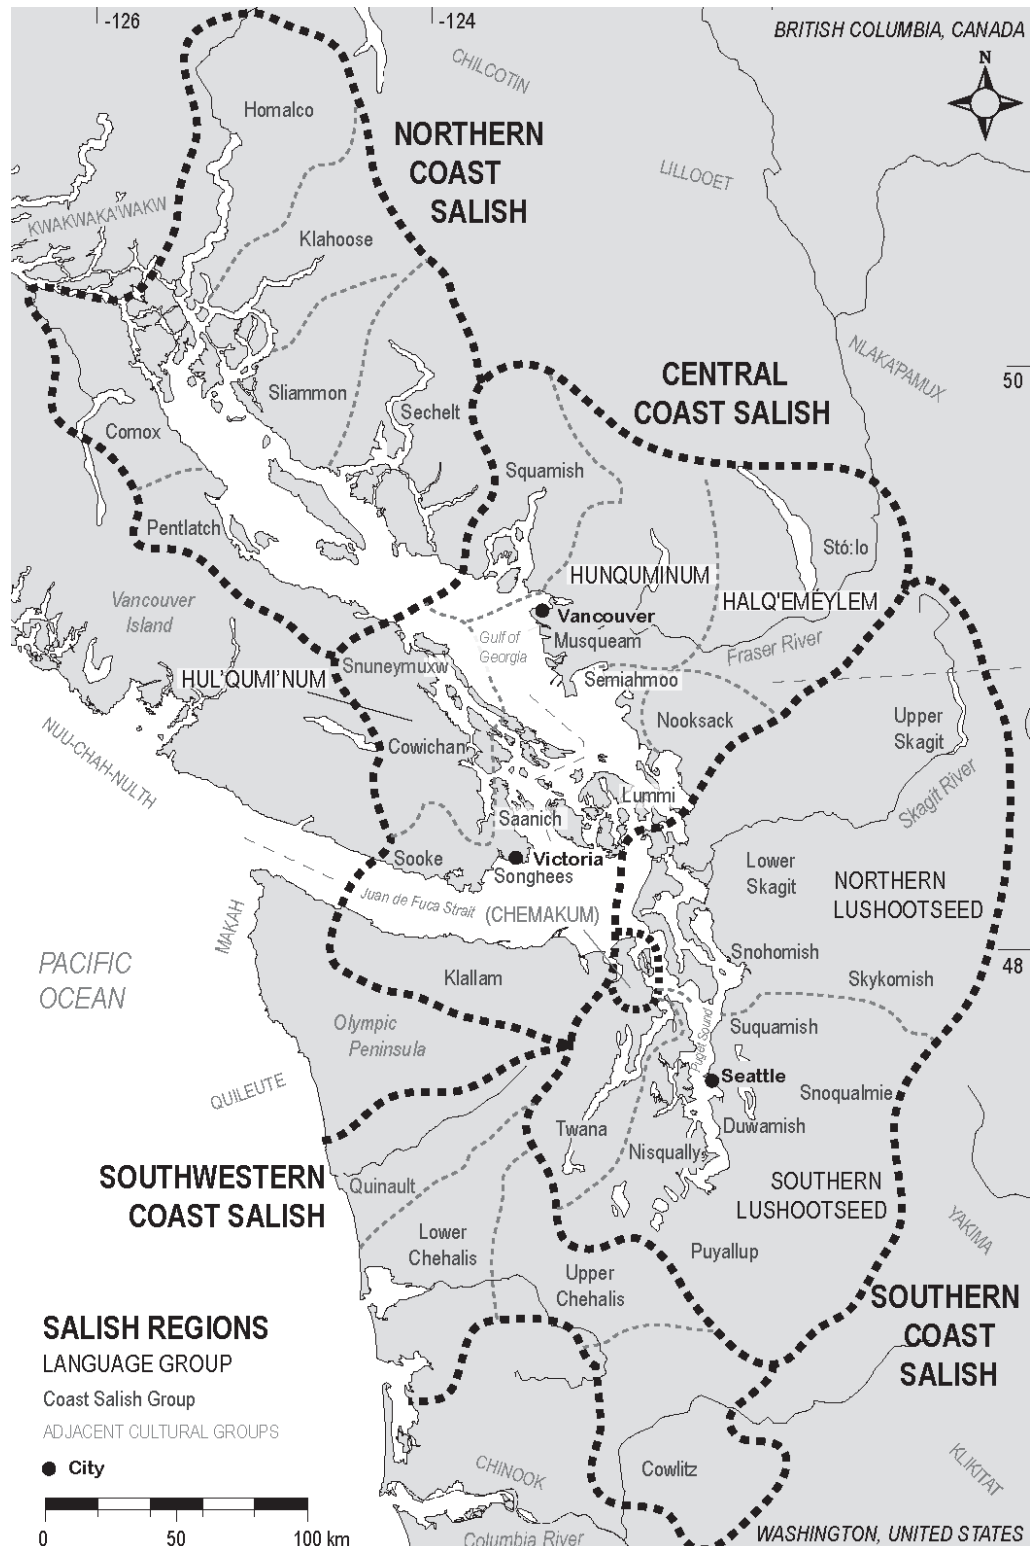 -126
-124
BRITISH COLUMBIA, CANADA
N
CHILCOTIN
Homalco
NORTHERN
COAST
SALISH
LILLOOET
KWAKWAKA'WAKW
Klahoose
NLAKA'PAMUX
50
CENTRAL
COAST SALISH
Sliammon
Sechelt
Comox
Squamish
Pentlatch
Stó:lo
HUNQUMINUM
HALQ'EMÉYLEM
Vancouver
Island
Vancouver
Musqueam
Gulf of
Georgia
Fraser River
Snuneymuxw
HUL'QUMI'NUM
Semiahmoo
Nooksack
Upper
Skagit
NUU-CHAH-NULTH
Cowichan
Skagit River
Lummi
Saanich
Sooke
Victoria
Songhees
Lower
Skagit
NORTHERN
LUSHOOTSEED
Juan de Fuca Strait
(CHEMAKUM)
MAKAH
PACIFIC
OCEAN
Klallam
Snohomish
48
Skykomish
Olympic
Peninsula
Suquamish
Puget Sound
Seattle
QUILEUTE
Snoqualmie
Twana
Duwamish
Nisqually
SOUTHWESTERN
COAST SALISH
Quinault
SOUTHERN
LUSHOOTSEED
YAKIMA
Lower
Chehalis
Puyallup
Upper
Chehalis
SOUTHERN
COAST
SALISH
SALISH REGIONS
LANGUAGE GROUP
Coast Salish Group
ADJACENT CULTURAL GROUPS
City
CHINOOK
Cowlitz
KLIKITAT
0 50 100 km
Columbia River
WASHINGTON, UNITED STATES